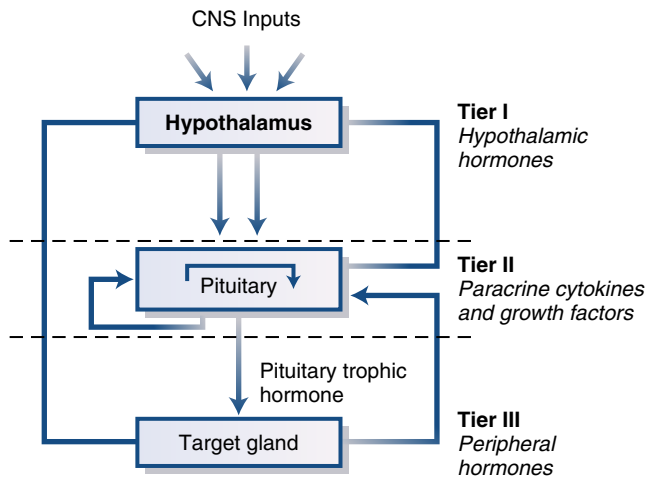 CNS Inputs
Hypothalamus
Tier I
Hypothalamic
hormones
Pituitary
Tier II
Paracrine cytokines
and growth factors
Pituitary trophic
hormone
Target gland
Tier III
Peripheral
hormones